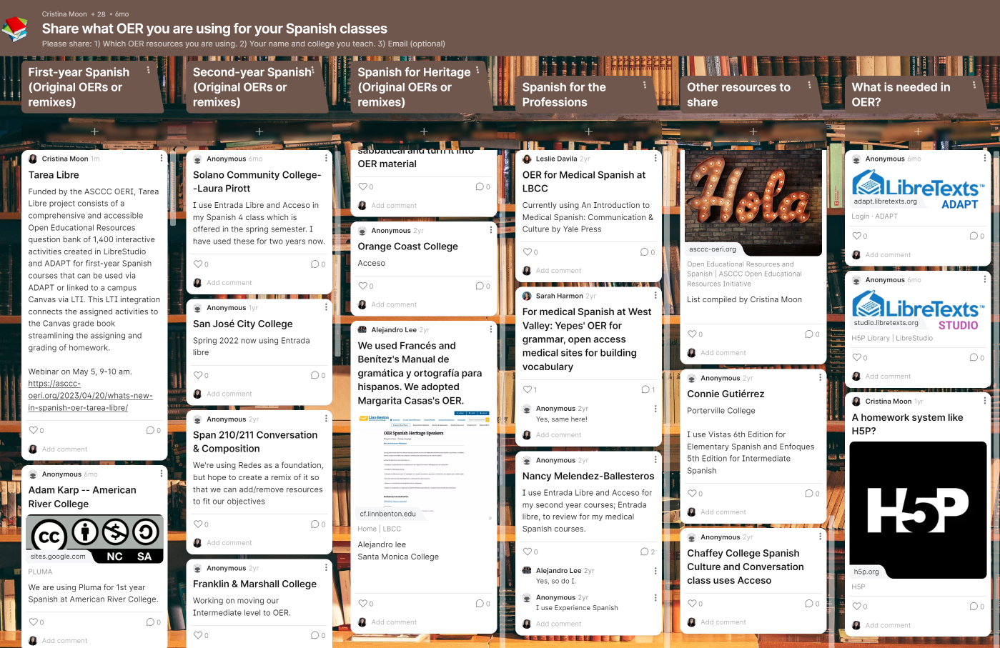 Cristina Moon + 28 • 6mo
Share what OER you are using for your Spanish classes
Please share: 1) Which OER resources you are using. 2) Your name and college you teach. 3) Email (optional)
First-year Spanish
(Original OERs or
remixes)
Cristina Moon 1m
Tarea Libre
Funded by the ASCCC OERI, Tarea
Libre project consists of a
comprehensive and accessible
Open Educational Resources
question bank of 1,400 interactive
activities created in LibreStudio
and ADAPT for first-year Spanish
courses that can be used via
ADAPT or linked to a campus
Canvas via LTI. This LTI integration
connects the assigned activities to
the Canvas grade book
streamlining the assigning and
grading of homework.
Webinar on May 5, 9-10 am.
https://asccc-
oeri.org/2023/04/20/whats-new-
in-spanish-oer-tarea-libre/
0 0
Add comment
Anonymous 6mo
Adam Karp -- American
River College
cc
NC SA
sites.google.com
PLUMA
We are using Pluma for 1st year
Spanish at American River College.
0 0
Add comment
Second-year Spanish
(Original OERs or
remixes)
Anonymous 6mo
Solano Community College-
-Laura Pirott
I use Entrada Libre and Acceso in
my Spanish 4 class which is
offered in the spring semester. I
have used these for two years now.
0 0
Add comment
Anonymous 1yr
San José City College
Spring 2022 now using Entrada
libre
0 0
Add comment
Anonymous 2yr
Span 210/211 Conversation
& Composition
We're using Redes as a foundation,
but hope to create a remix of it so
that we can add/remove resources
to fit our objectives
0 0
Add comment
Anonymous 2yr
Franklin & Marshall College
Working on moving our
Intermediate level to OER.
0 0
Spanish for Heritage
(Original OERs or
remixes)
sabbatical and turn it into
OER material
0 0
Add comment
Anonymous 2yr
Orange Coast College
Acceso
0 0
Add comment
Alejandro Lee 2yr
We used Francés and
Benítez's Manual de
gramática y ortografía para
hispanos. We adopted
Margarita Casas's OER.
Linn-Benton
OER Spanish Heritage Speakers
cf.linnbenton.edu
Home | LBCC
Alejandro lee
Santa Monica College
0 0
Add comment
Spanish for the
Professions
Leslie Davila 2yr
OER for Medical Spanish at
LBCC
Currently using An Introduction to
Medical Spanish: Communication &
Culture by Yale Press
0 0
Add comment
Sarah Harmon 2yr
For medical Spanish at West
Valley: Yepes' OER for
grammar, open access
medical sites for building
vocabulary
1 1
Anonymous 2yr
Yes, same here!
Add comment
Anonymous 2yr
Nancy Melendez-Ballesteros
I use Entrada Libre and Acceso for
my second year courses; Entrada
libre, to review for my medical
Spanish courses.
0 2
Alejandro Lee 2yr
Yes, so do I.
Anonymous 2yr
I use Experience Spanish
Add comment
Other resources to
share
Hola
asccc-oeri.org
Open Educational Resources and
Spanish | ASCCC Open Educational
Resources Initiative
List compiled by Cristina Moon
0 0
Add comment
Anonymous 2yr
Connie Gutiérrez
Porterville College
I use Vistas 6th Edition for
Elementary Spanish and Enfoques
5th Edition for Intermediate
Spanish
0 0
Add comment
Anonymous 2yr
Chaffey College Spanish
Culture and Conversation
class uses Acceso
0 0
Add comment
What is needed in
OER?
Anonymous 6mo
LibreTexts™
ADAPT
adapt.libretexts.org
Login · ADAPT
0 0
Add comment
Anonymous 6mo
LibreTexts™
STUDIO
studio.libretexts.org
H5P Library | LibreStudio
0 0
Add comment
Cristina Moon 1yr
A homework system like
H5P?
H5P
h5p.org
H5P
0 0
Add comment